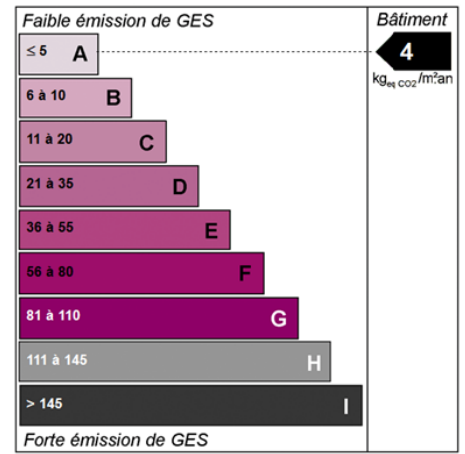 Faible émission de GES
Bâtiment
≤ 5 A
4
kgeq CO2/m².an
6 à 10 B
11 à 20 C
21 à 35 D
36 à 55 E
56 à 80 F
81 à 110 G
111 à 145 H
> 145 I
Forte émission de GES